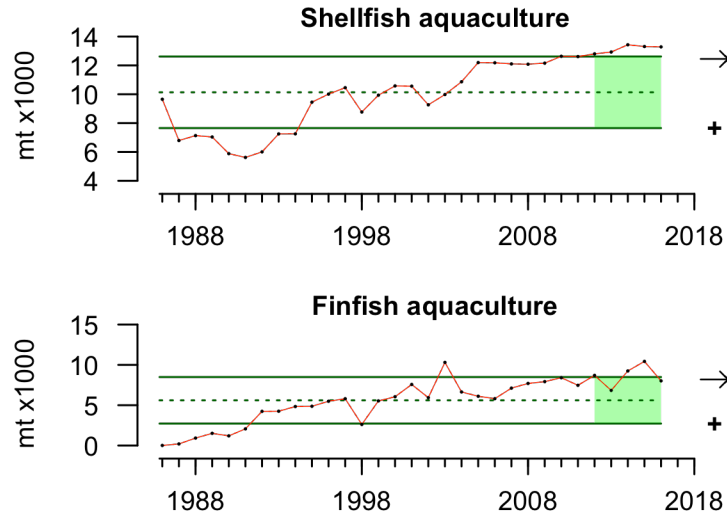 Shellfish aquaculture
mt x1000
14
12
10
8
6
4
→
+
1988 1998 2008 2018
Finfish aquaculture
mt x1000
15
10
5
0
→
+
1988 1998 2008 2018